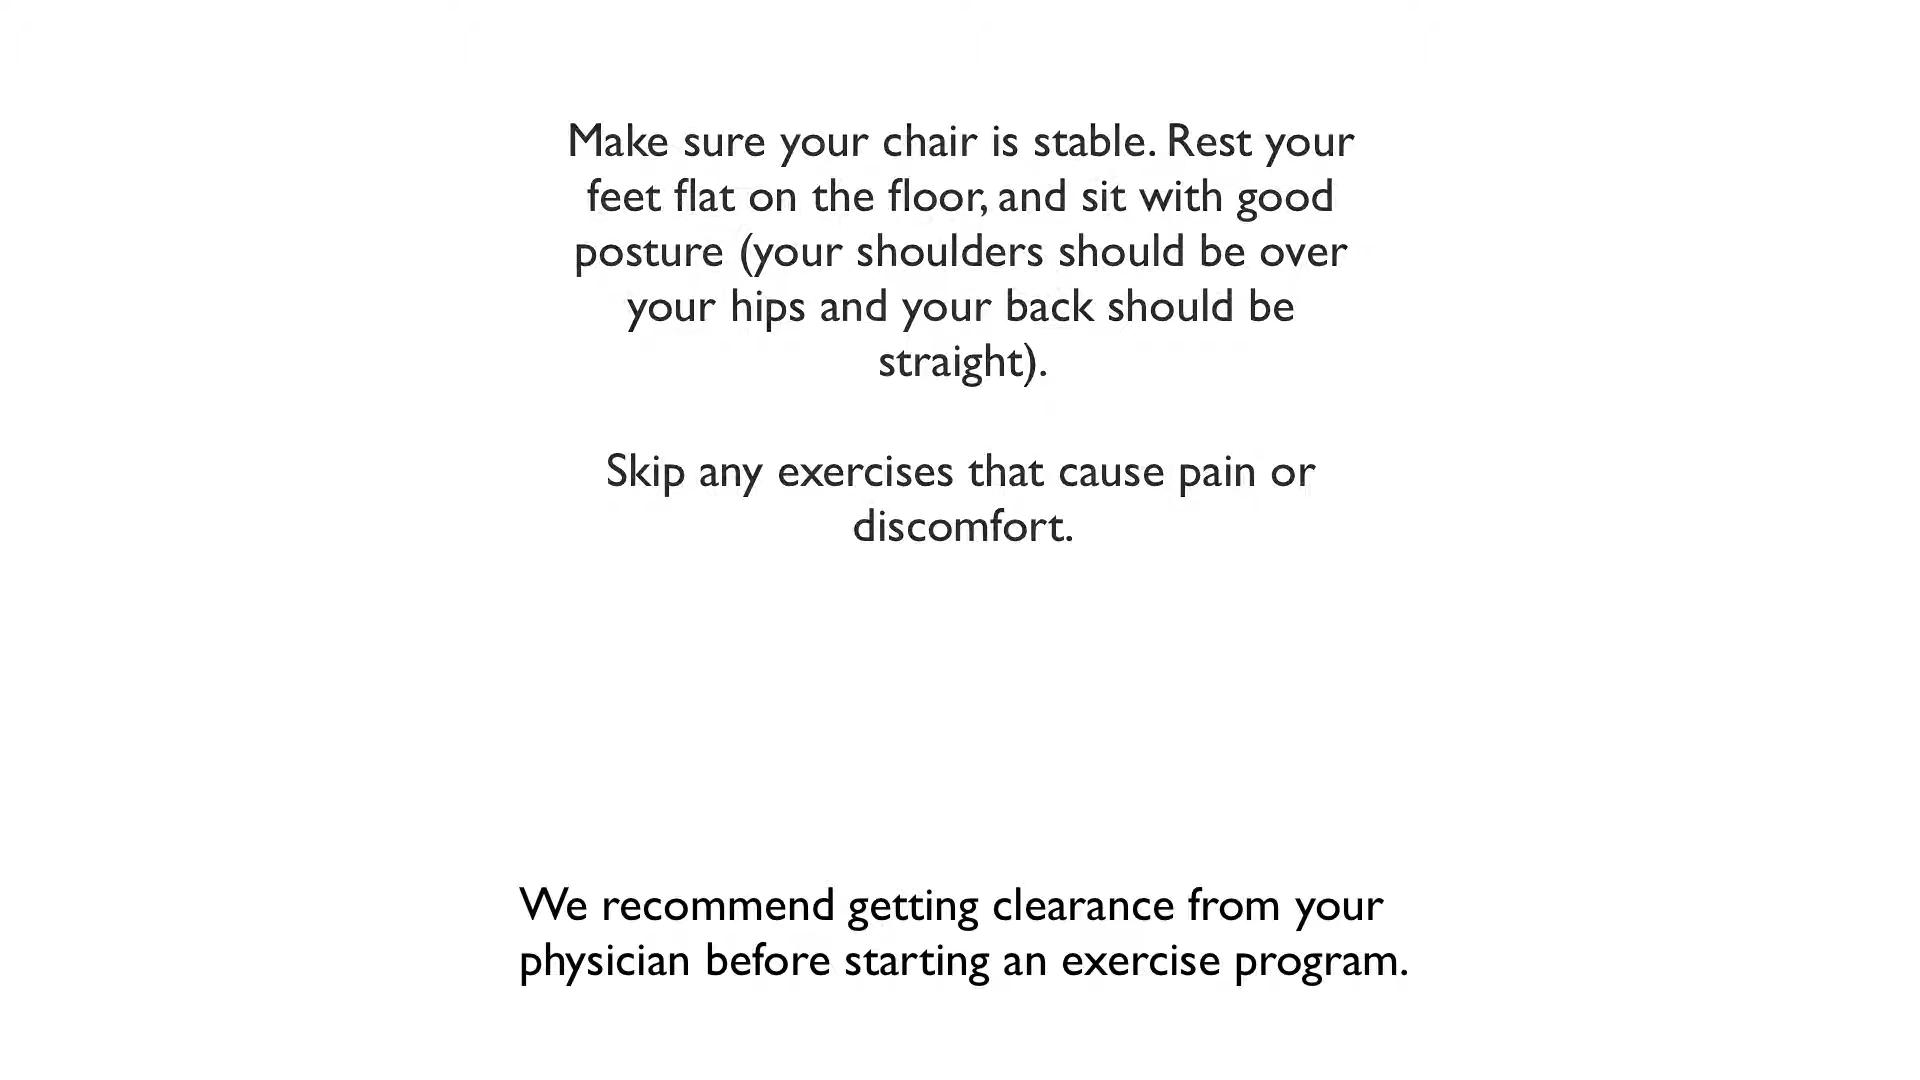 Make sure your chair is stable. Rest your
feet flat on the floor, and sit with good
posture (your shoulders should be over
your hips and your back should be
straight).
Skip any exercises that cause pain or
discomfort.
We recommend getting clearance from your
physician before starting an exercise program.